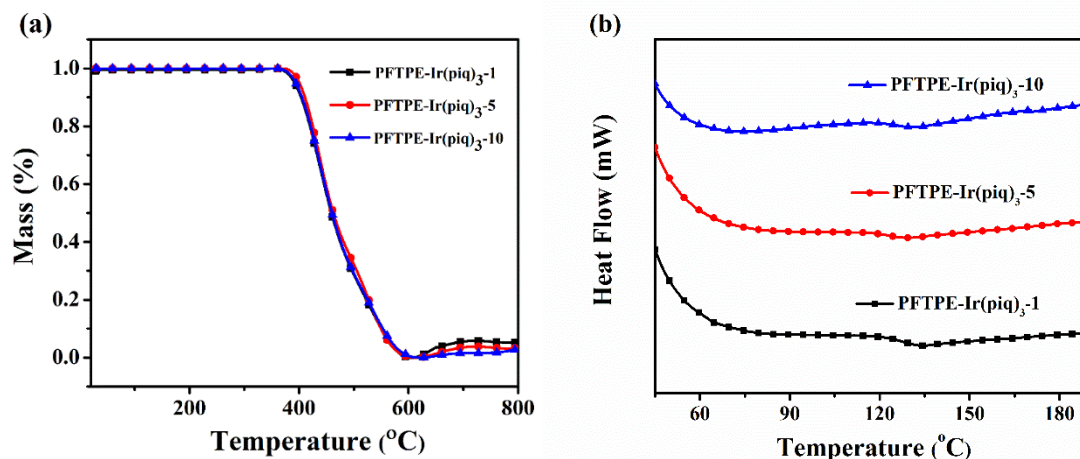 (a)
1.0
0.8
0.6
0.4
0.2
0.0
Mass (%)
PFTPE-Ir(piq)3-1
PFTPE-Ir(piq)3-5
PFTPE-Ir(piq)3-10
200
400
600
800
Temperature (°C)
(b)
Heat Flow (mW)
PFTPE-Ir(piq)3-10
PFTPE-Ir(piq)3-5
PFTPE-Ir(piq)3-1
60
90
120
150
180
Temperature (°C)